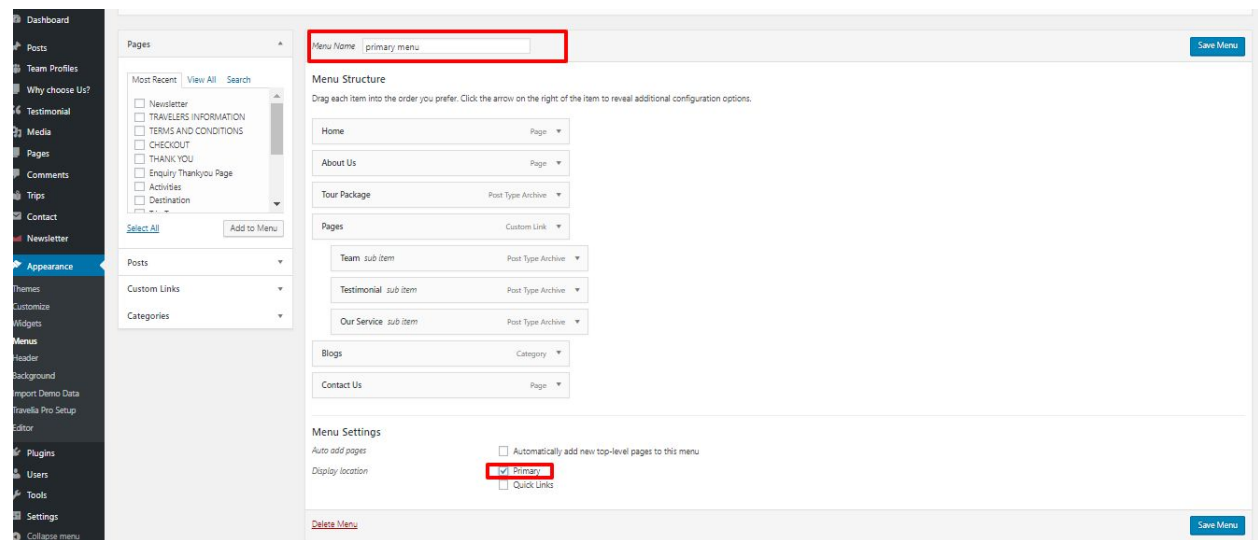 Dashboard
Posts
Team Profiles
Why choose Us?
Testimonial
Media
Pages
Comments
Trips
Contact
Newsletter
Appearance
Themes
Customize
Widgets
Menus
Header
Background
Import Demo Data
Travelia Pro Setup
Editor
Plugins
Users
Tools
Settings
Collapse menu
Pages
Most Recent View All Search
Newsletter
TRAVELERS INFORMATION
TERMS AND CONDITIONS
CHECKOUT
THANK YOU
Enquiry Thankyou Page
Activities
Destination
Select All Add to Menu
Posts
Custom Links
Categories
Menu Name primary menu Save Menu
Menu Structure
Drag each item into the order you prefer. Click the arrow on the right of the item to reveal additional configuration options.
Home Page
About Us Page
Tour Package Post Type Archive
Pages Custom Link
Team sub item Post Type Archive
Testimonial sub item Post Type Archive
Our Service sub item Post Type Archive
Blogs Category
Contact Us Page
Menu Settings
Auto add pages Automatically add new top-level pages to this menu
Display location Primary
Quick Links
Delete Menu Save Menu